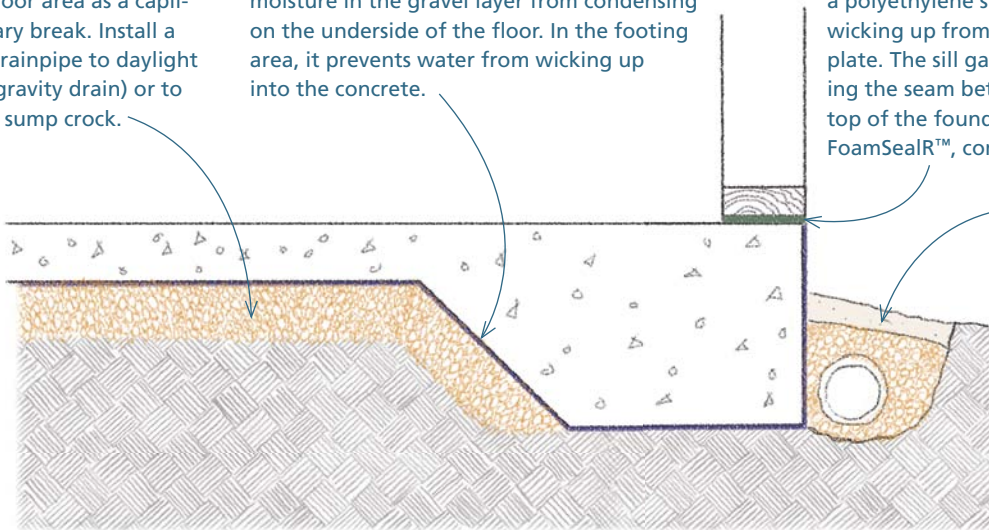 oor area as a capil-
ary break. Install a
rainpipe to daylight
gravity drain) or to
sump crock.
moisture in the gravel layer from condensing
on the underside of the floor. In the footing
area, it prevents water from wicking up
into the concrete.
a polyethylene s
wicking up from
plate. The sill ga
ing the seam bet
top of the found
FoamSealR™, con